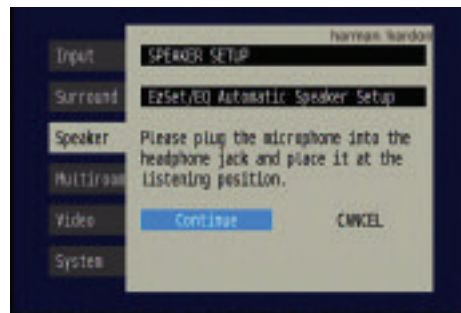 harman kardon
Input
SPEAKER SETUP
Surround
EzSet/EQ Automatic Speaker Setup
Speaker
Please plug the microphone into the
headphone jack and place it at the
listening position.
Multiroom
Video
Continue
CANCEL
System